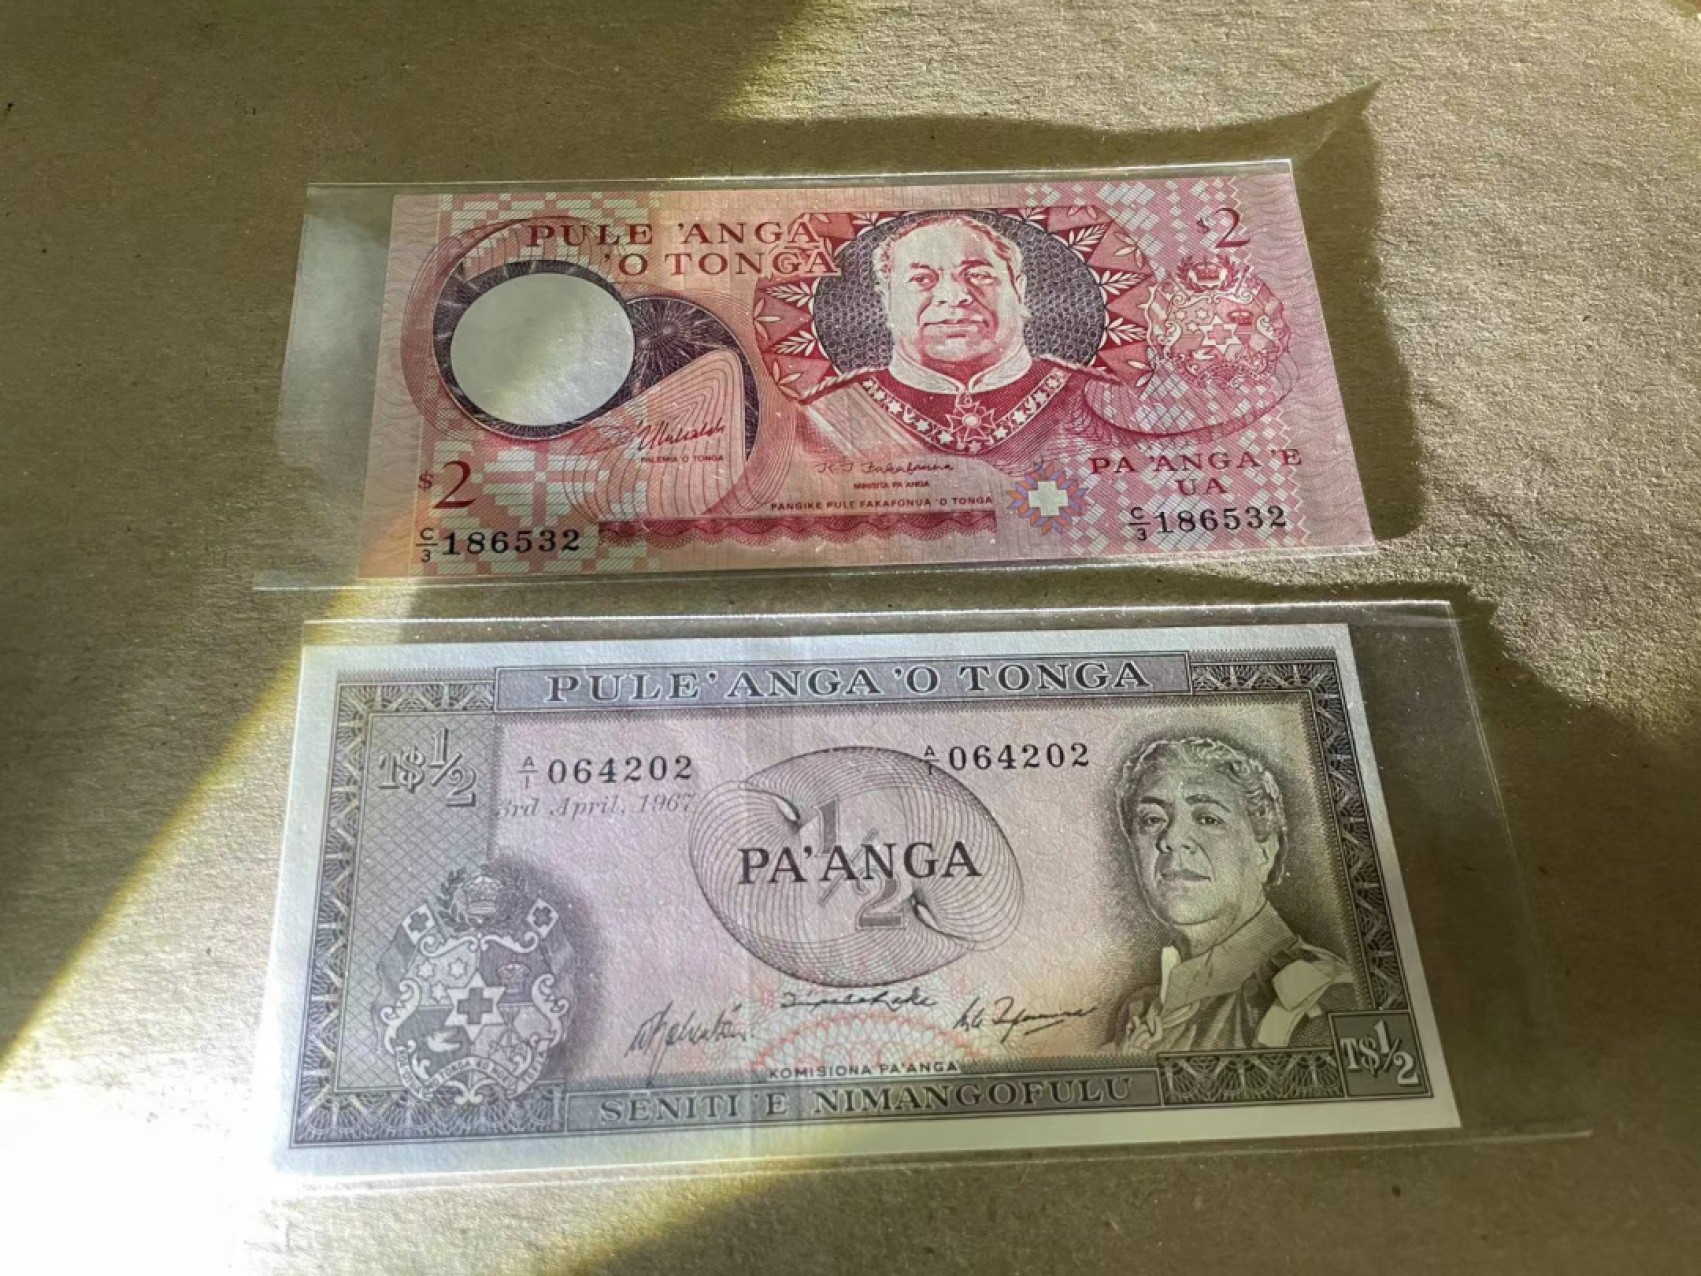 PULE 'ANGA
'O TONGA
$2
PALEMIA 'O TONGA
MINISITA PA'ANGA
PANGIKE PULE FAKAFONUA 'O TONGA
PA 'ANGA 'E
UA
$2
C/3 186532
C/3 186532
PULE' ANGA 'O TONGA
T$½
A/1 064202
A/1 064202
3rd April, 1967
1/2
PA'ANGA
KOMISIONA PA'ANGA
SENITI 'E NIMANGOFULU
T$½